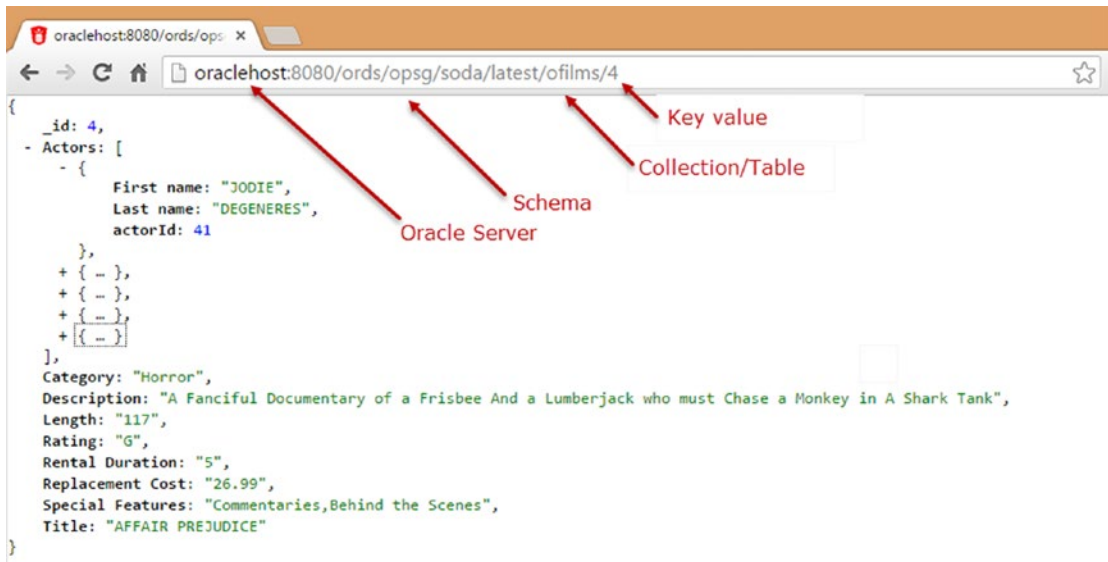 oraclehost:8080/ords/ops
oraclehost:8080/ords/opsg/soda/latest/ofilms/4
Key value
Collection/Table
Schema
Oracle Server
{
_id: 4,
- Actors: [
- {
First name: "JODIE",
Last name: "DEGENERES",
actorId: 41
},
+ { … },
+ { … },
+ { … },
+ { … }
],
Category: "Horror",
Description: "A Fanciful Documentary of a Frisbee And a Lumberjack who must Chase a Monkey in A Shark Tank",
Length: "117",
Rating: "G",
Rental Duration: "5",
Replacement Cost: "26.99",
Special Features: "Commentaries,Behind the Scenes",
Title: "AFFAIR PREJUDICE"
}